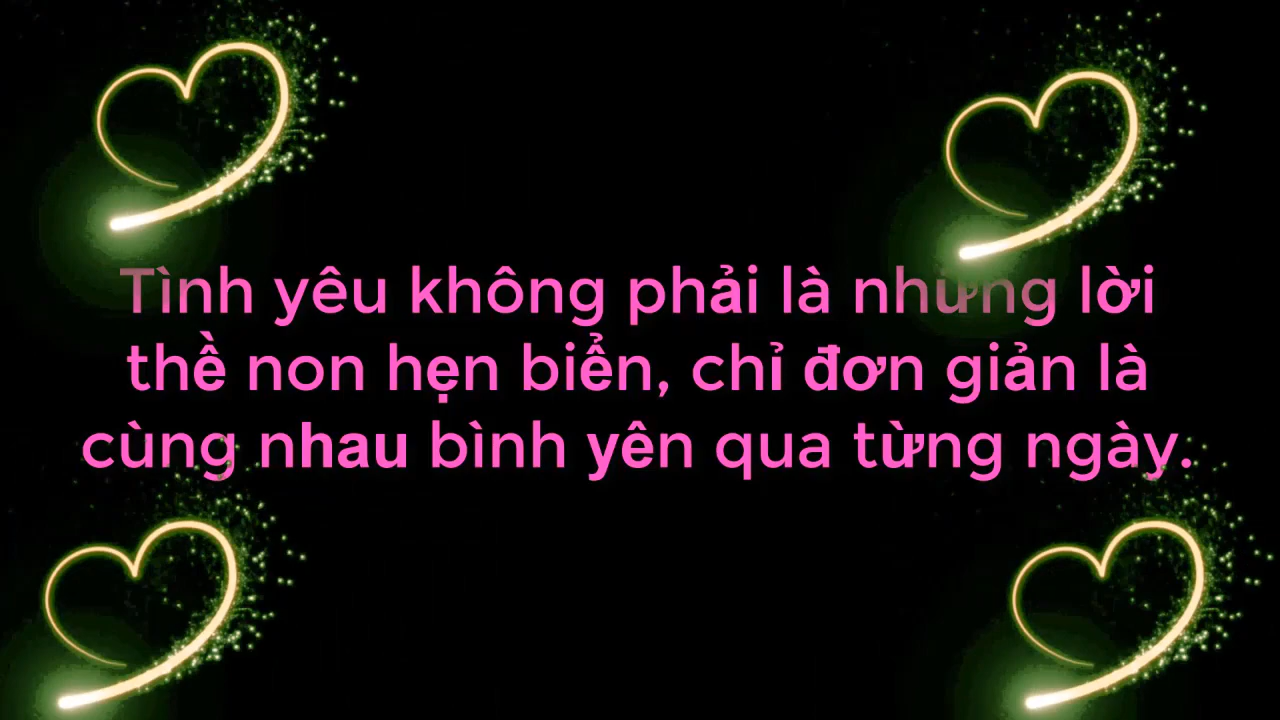 Tình yêu không phải là những lời
thề non hẹn biển, chỉ đơn giản là
cùng nhau bình yên qua từng ngày.